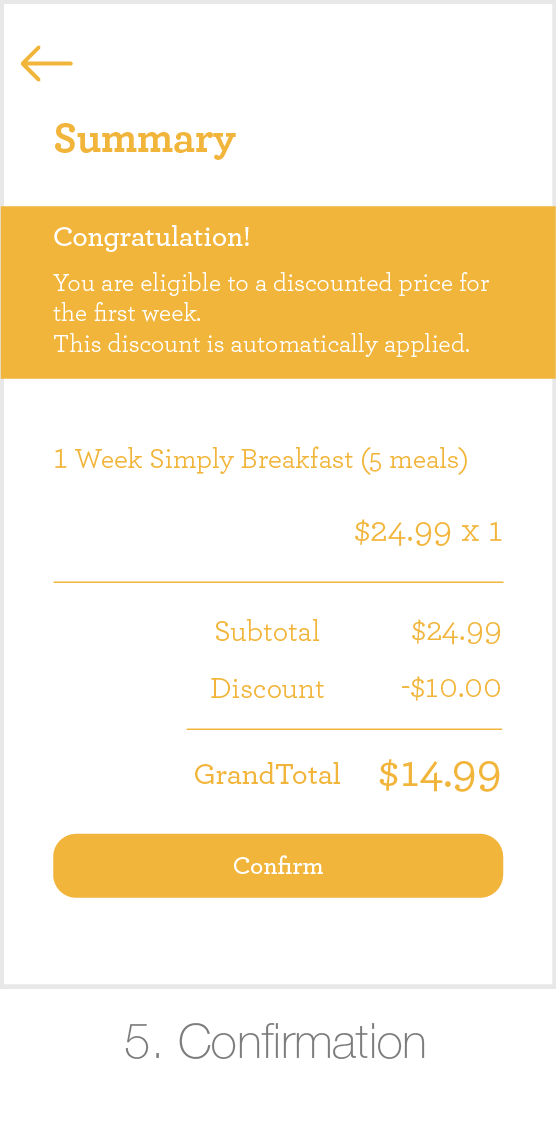 Summary
Congratulation!
You are eligible to a discounted price for
the first week.
This discount is automatically applied.
1 Week Simply Breakfast (5 meals)
$24.99 x 1
Subtotal $24.99
Discount -$10.00
GrandTotal $14.99
Confirm
5. Confirmation